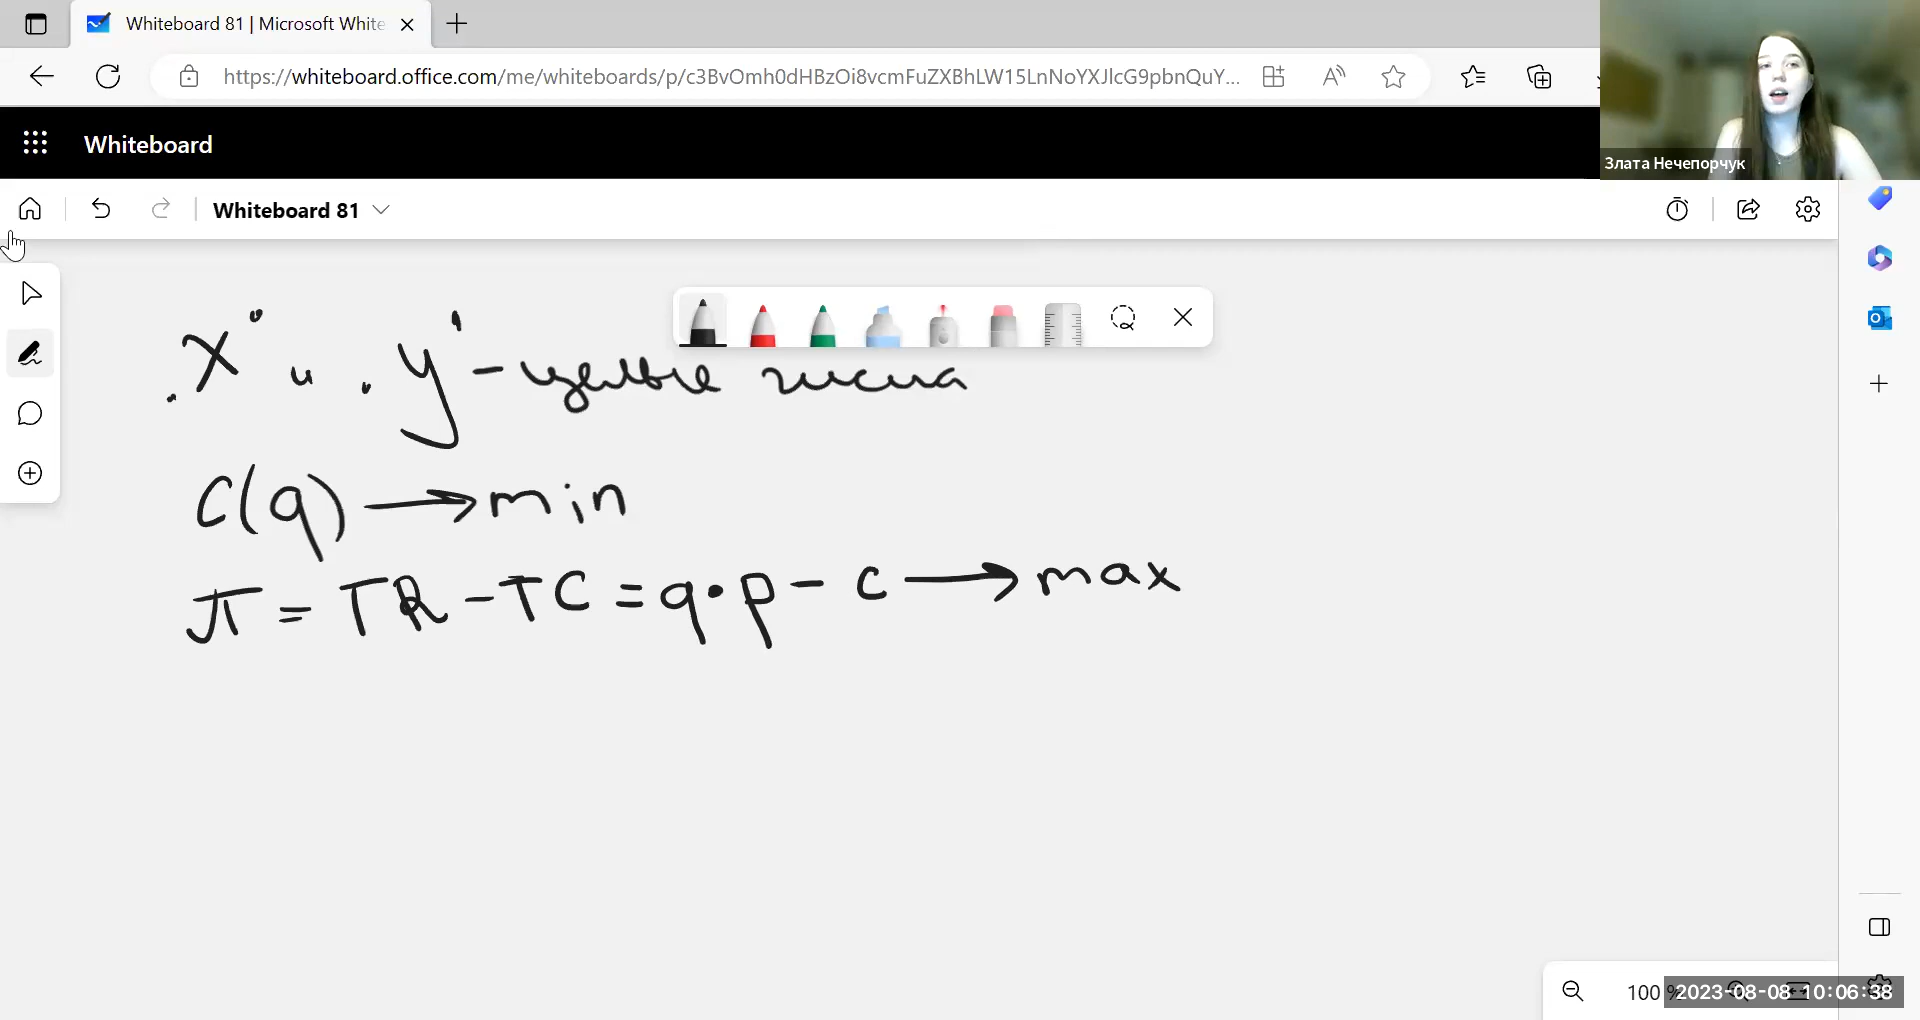 Whiteboard 81 | Microsoft White
https://whiteboard.office.com/me/whiteboards/p/c3BvOmh0dHBzOi8vcmFuZXBhLW15LnNoYXJlcG9pbnQuY...
Злата Нечепорчук
Whiteboard
Whiteboard 81
x и y - целые числа
C(q) → min
π = TR - TC = q · p - c → max
100 %
2023-08-08 10:06:38